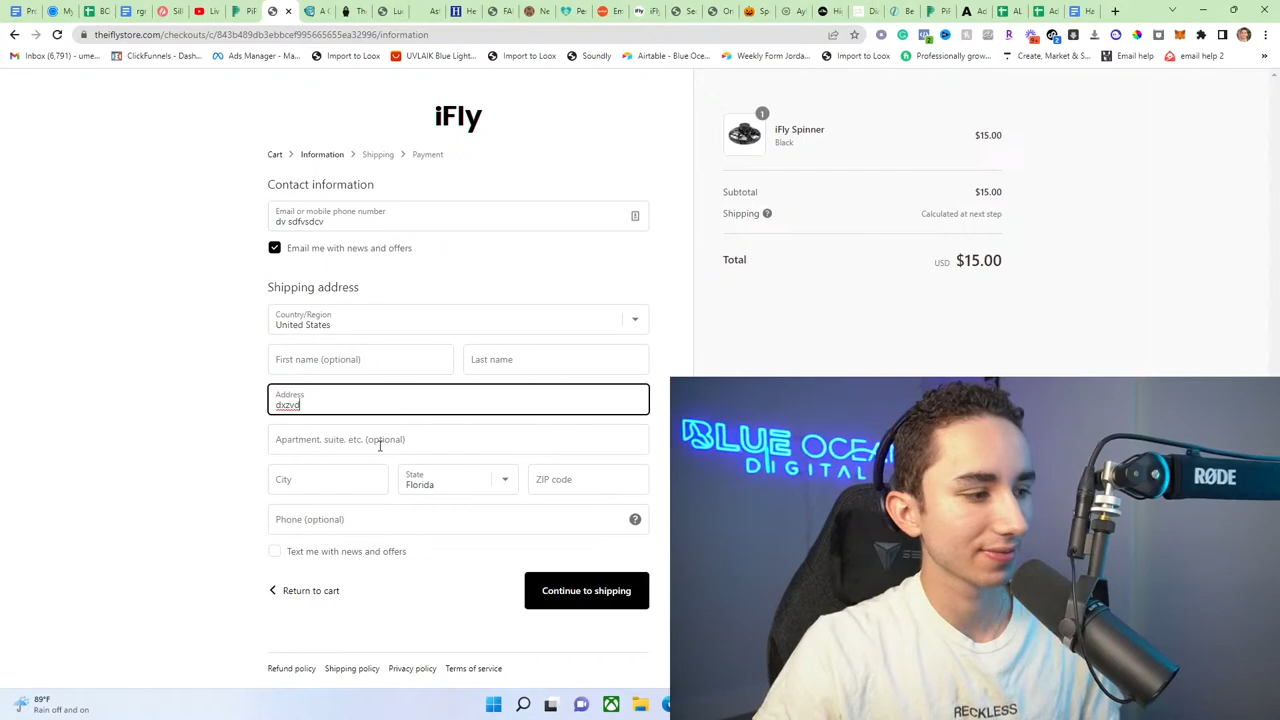 theiflystore.com/checkouts/c/843b489db3ebbcef995665655ea32996/information
Inbox (6,791) - ume...
ClickFunnels - Dash...
Ads Manager - Ma...
Import to Loox
UVLAIK Blue Light...
Import to Loox
Soundly
Airtable - Blue Oce...
Weekly Form Jorda...
Import to Loox
Professionally grow...
Create, Market & S...
Email help
email help 2
iFly
Cart
Information
Shipping
Payment
Contact information
Email or mobile phone number
dv sdfvsdcv
Email me with news and offers
Shipping address
Country/Region
United States
First name (optional)
Last name
Address
dxzvd
Apartment, suite, etc. (optional)
City
State
Florida
ZIP code
Phone (optional)
Text me with news and offers
Return to cart
Continue to shipping
Refund policy
Shipping policy
Privacy policy
Terms of service
1
iFly Spinner
Black
$15.00
Subtotal
$15.00
Shipping
Calculated at next step
Total
USD $15.00
BLUE OCEAN
DIGITAL
RØDE
RECKLESS
89°F
Rain off and on